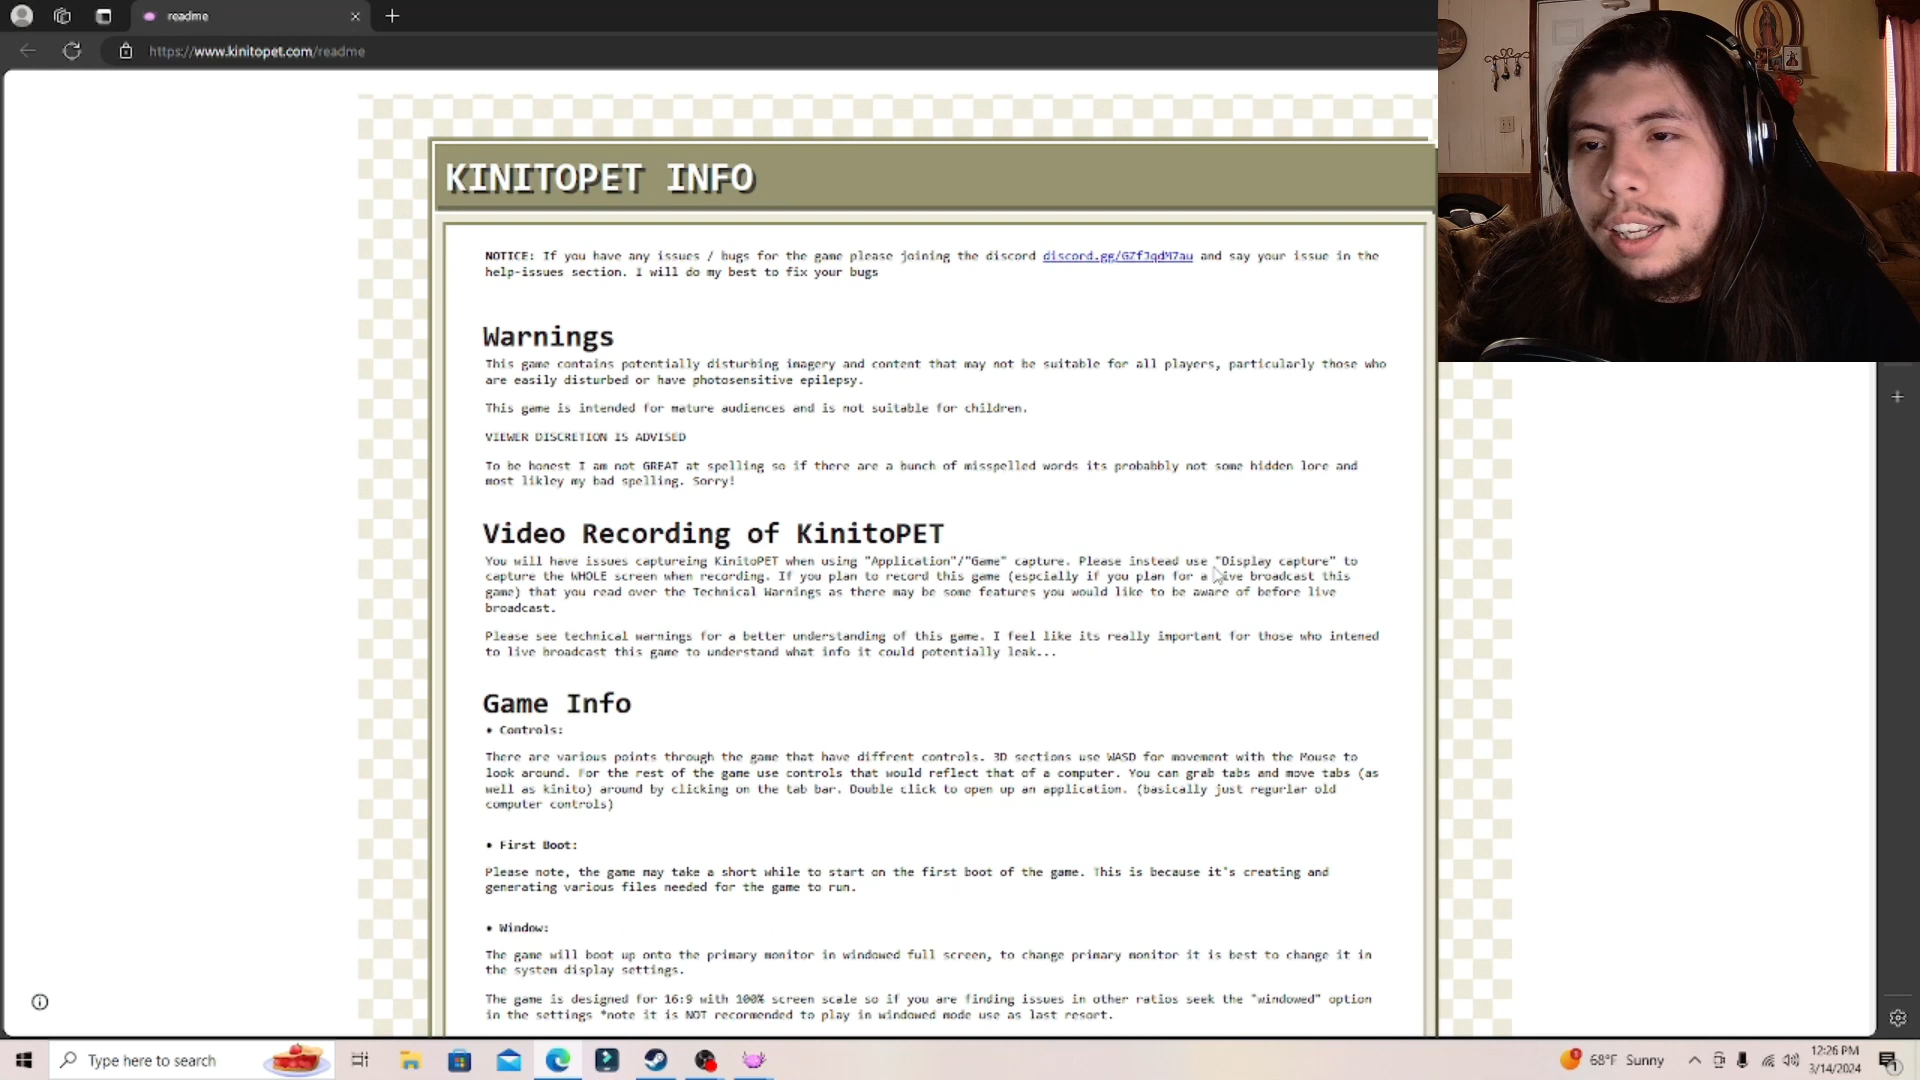 readme
https://www.kinitopet.com/readme
KINITOPET INFO
NOTICE: If you have any issues / bugs for the game please joining the discord discord.gg/GZfJqdM7au and say your issue in the
help-issues section. I will do my best to fix your bugs
Warnings
This game contains potentially disturbing imagery and content that may not be suitable for all players, particularly those who
are easily disturbed or have photosensitive epilepsy.
This game is intended for mature audiences and is not suitable for children.
VIEWER DISCRETION IS ADVISED
To be honest I am not GREAT at spelling so if there are a bunch of misspelled words its probabbly not some hidden lore and
most likley my bad spelling. Sorry!
Video Recording of KinitoPET
You will have issues captureing KinitoPET when using "Application"/"Game" capture. Please instead use "Display capture" to
capture the WHOLE screen when recording. If you plan to record this game (espcially if you plan for a live broadcast this
game) that you read over the Technical Warnings as there may be some features you would like to be aware of before live
broadcast.
Please see technical warnings for a better understanding of this game. I feel like its really important for those who intened
to live broadcast this game to understand what info it could potentially leak...
Game Info
• Controls:
There are various points through the game that have diffrent controls. 3D sections use WASD for movement with the Mouse to
look around. For the rest of the game use controls that would reflect that of a computer. You can grab tabs and move tabs (as
well as kinito) around by clicking on the tab bar. Double click to open up an application. (basically just regurlar old
computer controls)
• First Boot:
Please note, the game may take a short while to start on the first boot of the game. This is because it's creating and
generating various files needed for the game to run.
• Window:
The game will boot up onto the primary monitor in windowed full screen, to change primary monitor it is best to change it in
the system display settings.
The game is designed for 16:9 with 100% screen scale so if you are finding issues in other ratios seek the "windowed" option
in the settings *note it is NOT recommended to play in windowed mode use as last resort.
Type here to search
68°F Sunny
12:26 PM
3/14/2024